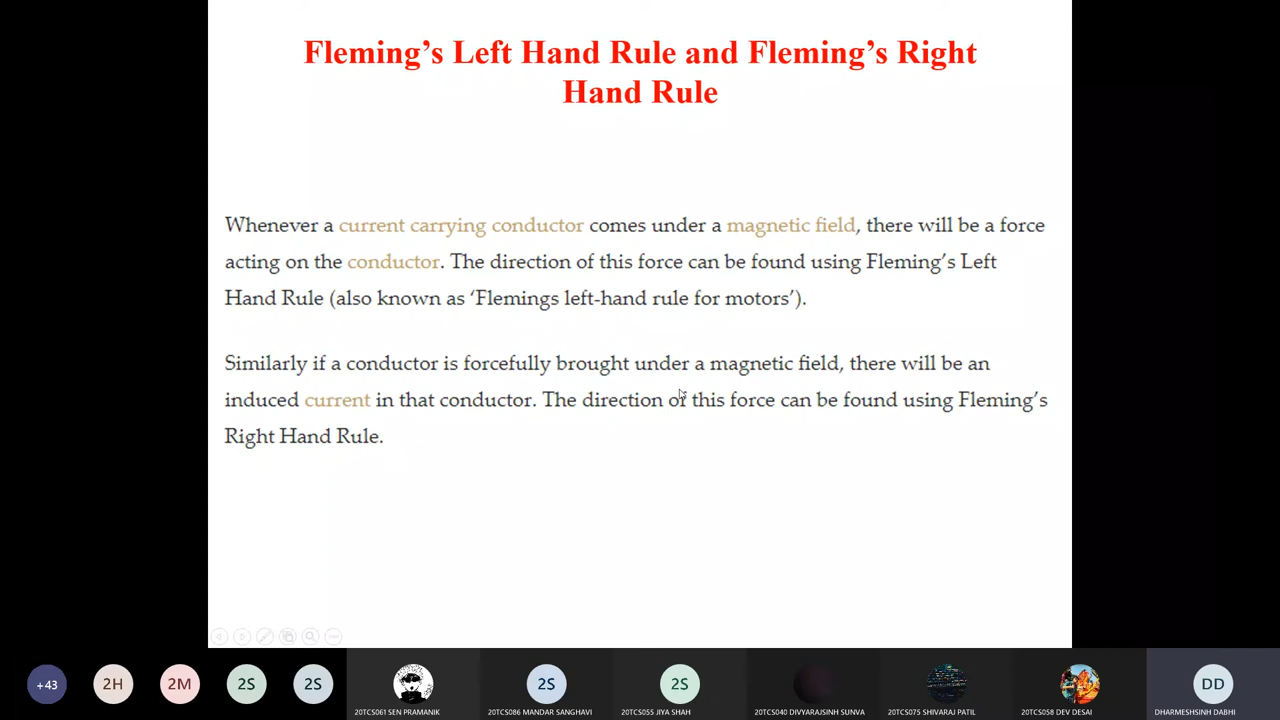 Fleming’s Left Hand Rule and Fleming’s Right
Hand Rule
Whenever a current carrying conductor comes under a magnetic field, there will be a force
acting on the conductor. The direction of this force can be found using Fleming’s Left
Hand Rule (also known as ‘Flemings left-hand rule for motors’).
Similarly if a conductor is forcefully brought under a magnetic field, there will be an
induced current in that conductor. The direction of this force can be found using Fleming’s
Right Hand Rule.
+43 2H 2M 2S 2S 2S 2S DD
20TCS061 SEN PRAMANIK 20TCS086 MANDAR SANGHAVI 20TCS055 JIYA SHAH 20TCS040 DIVYARAJSINH SUNVA 20TCS075 SHIVARAJ PATIL 20TCS058 DEV DESAI DHARMESHSINH DABHI